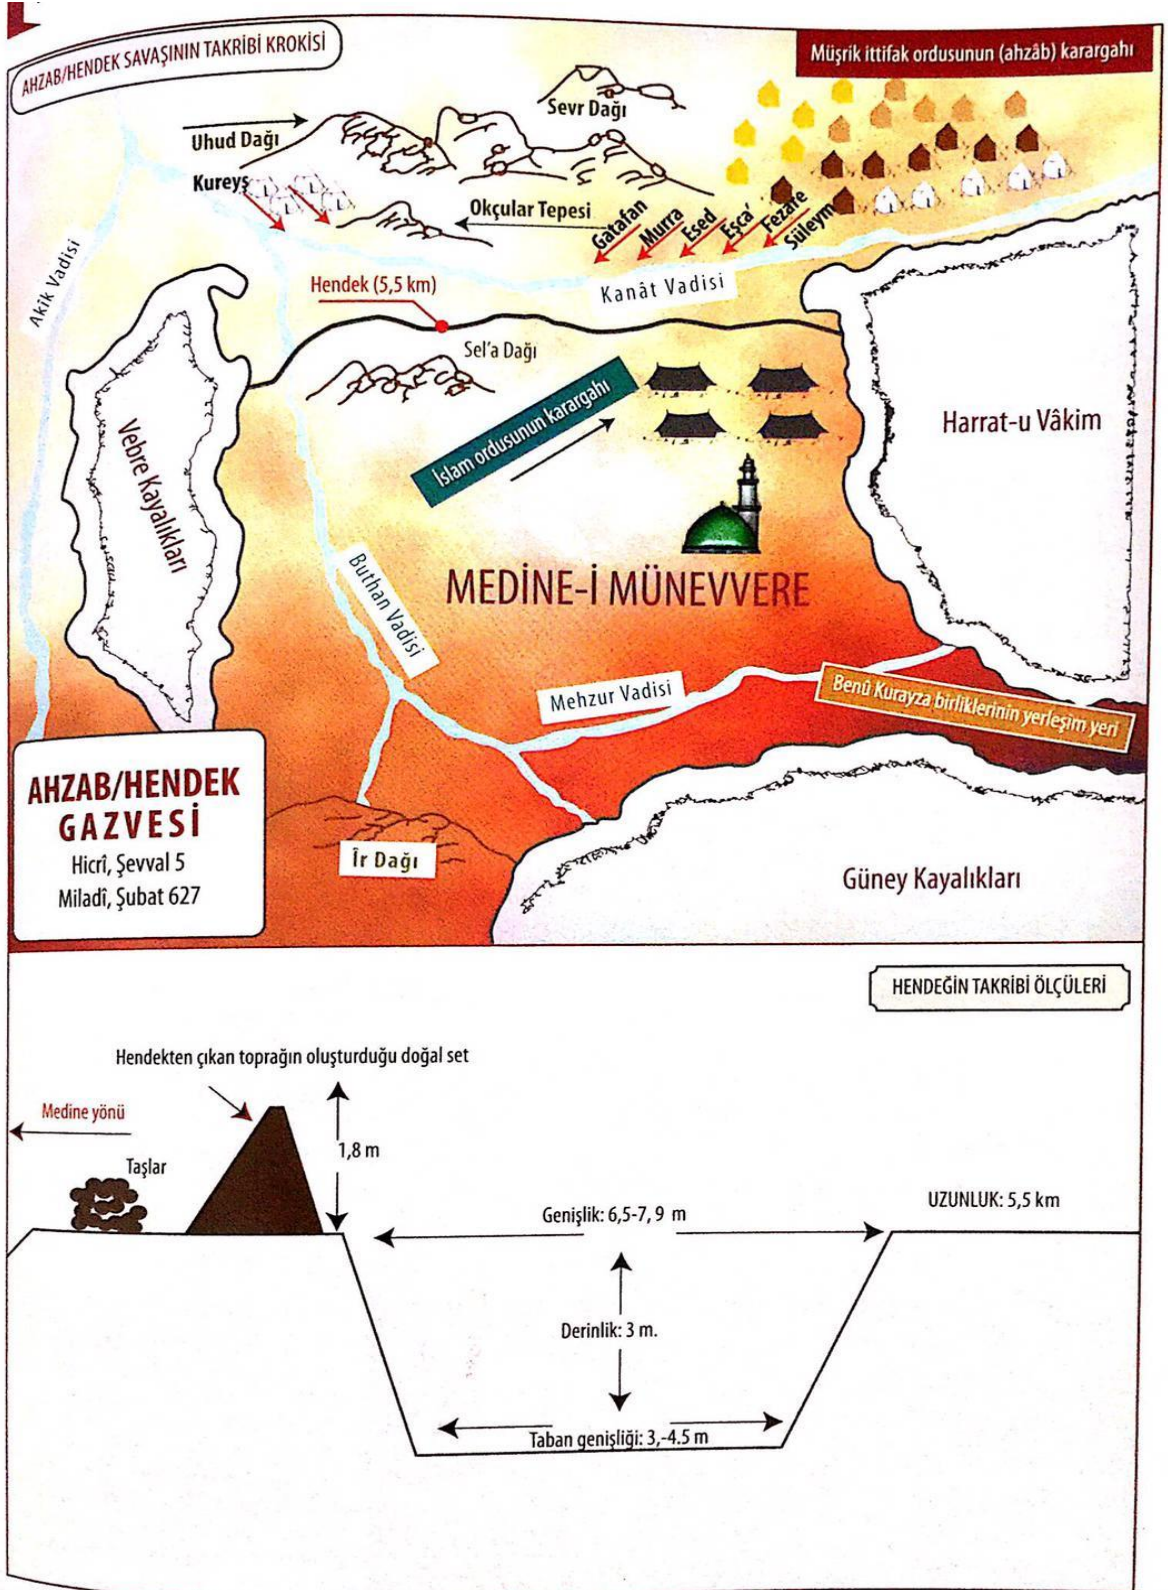 AHZAB/HENDEK SAVAŞININ TAKRİBİ KROKİSİ
Müşrik ittifak ordusunun (ahzâb) karargahı
Sevr Dağı
Uhud Dağı
Kureyş
Okçular Tepesi
Gatafan
Murra
Esed
Eşca'
Fezare
Süleym
Akik Vadisi
Hendek (5,5 km)
Kanât Vadisi
Sel'a Dağı
İslam ordusunun karargahı
Harrat-u Vâkim
Vebre Kayalıkları
MEDİNE-İ MÜNEVVERE
Buthan Vadisi
Mehzur Vadisi
Benû Kurayza birliklerinin yerleşim yeri
AHZAB/HENDEK
GAZVESİ
Hicrî, Şevval 5
Miladî, Şubat 627
Îr Dağı
Güney Kayalıkları
HENDEĞİN TAKRİBİ ÖLÇÜLERİ
Hendekten çıkan toprağın oluşturduğu doğal set
Medine yönü
1,8 m
Taşlar
UZUNLUK: 5,5 km
Genişlik: 6,5-7, 9 m
Derinlik: 3 m.
Taban genişliği: 3,-4.5 m